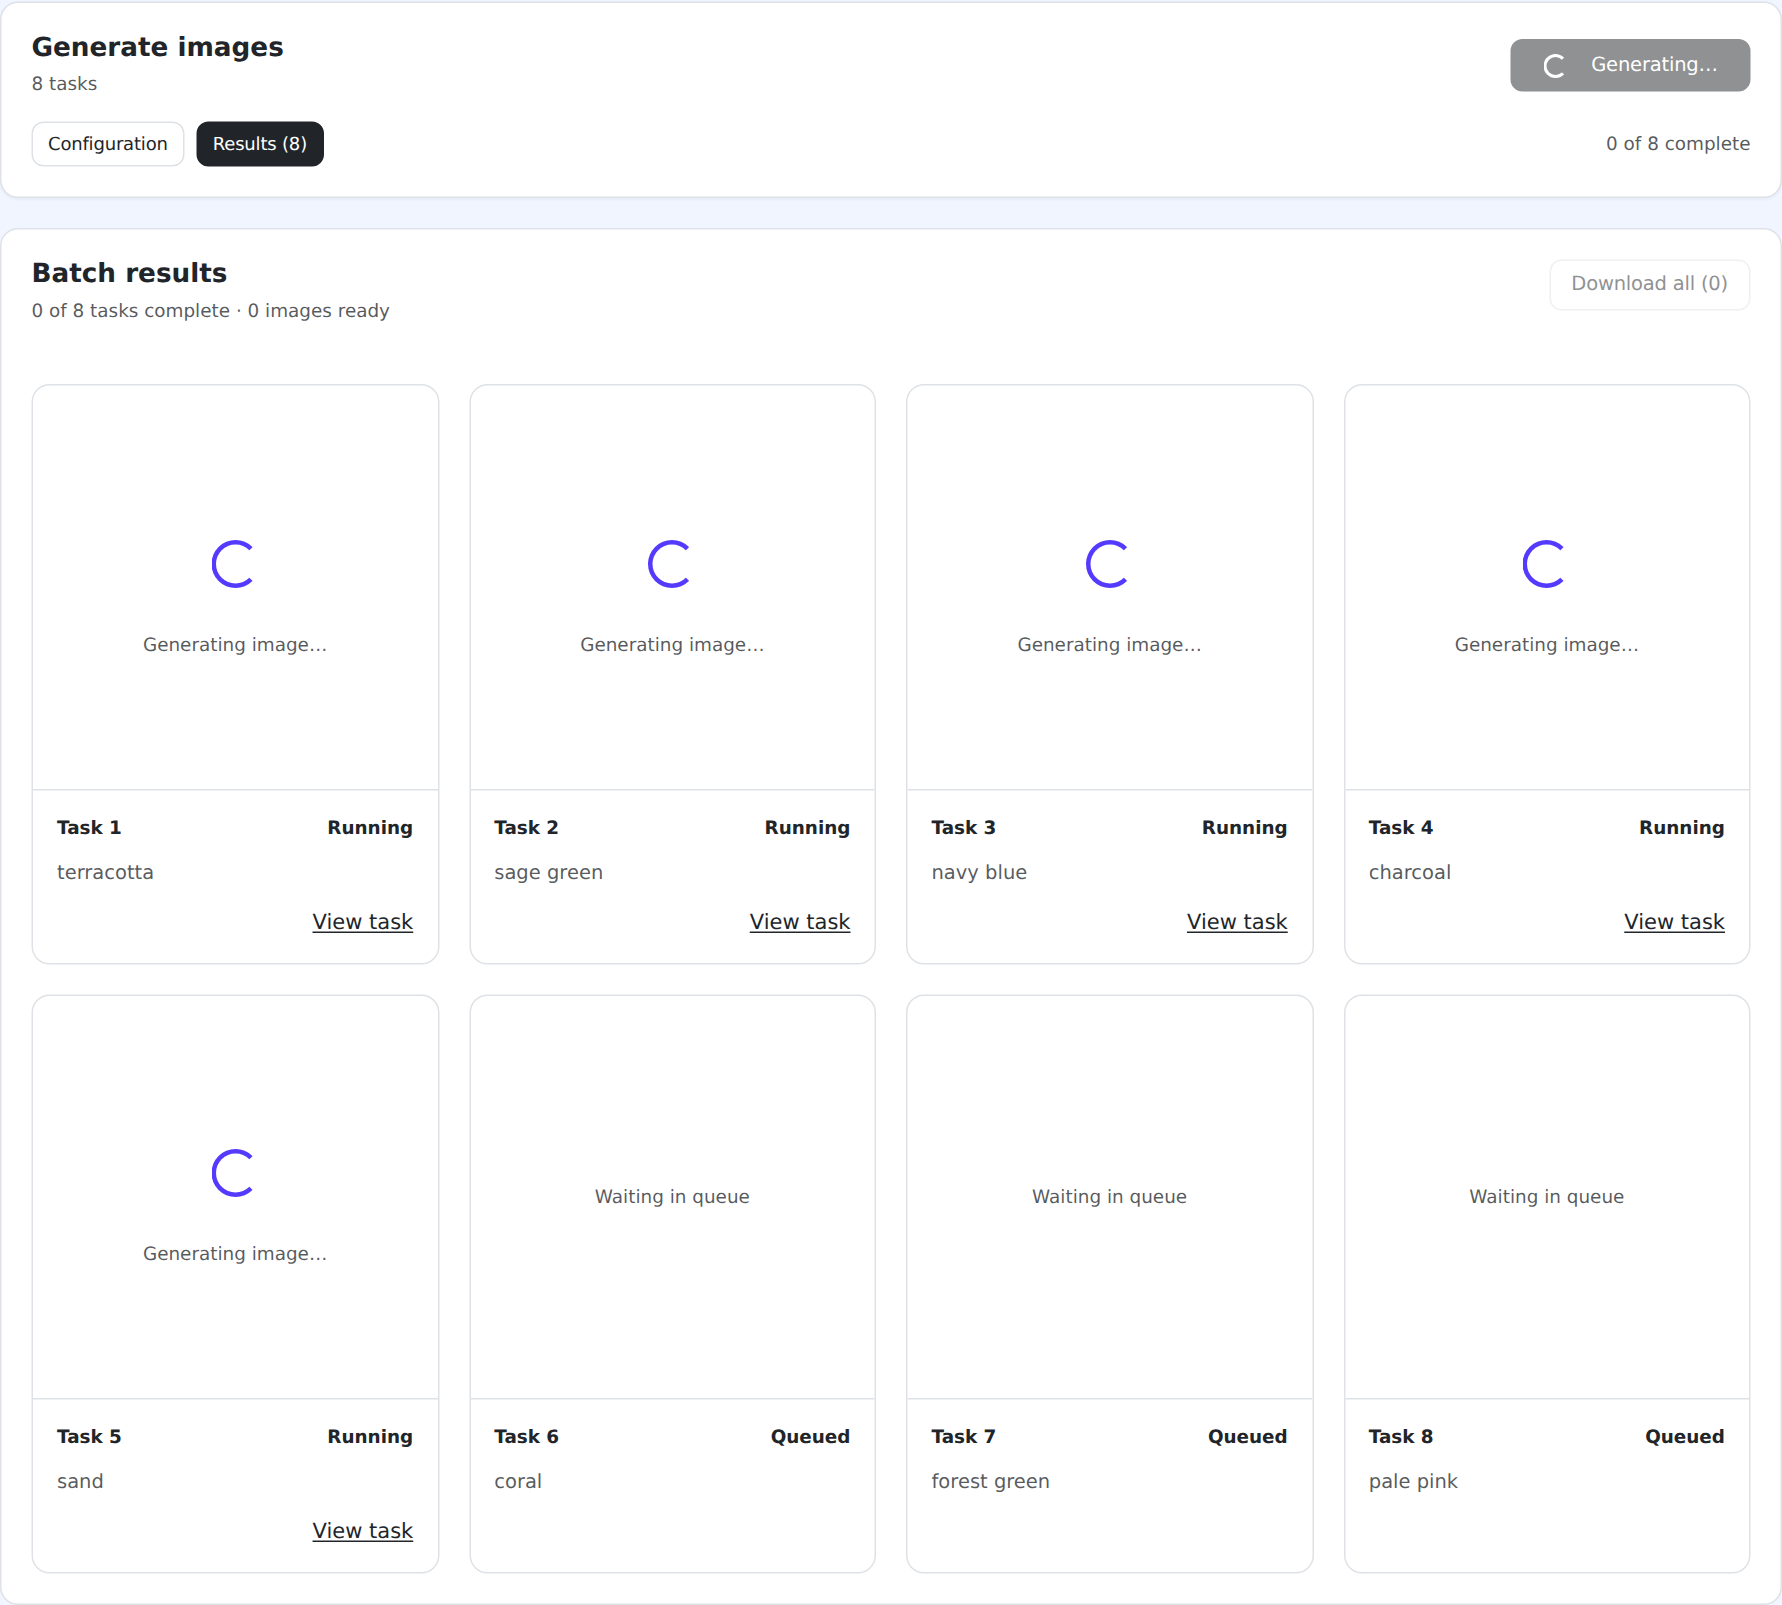 Generate images
8 tasks
Generating…
Configuration
Results (8)
0 of 8 complete
Batch results
0 of 8 tasks complete · 0 images ready
Download all (0)
Generating image…
Generating image…
Generating image…
Generating image…
Task 1 Running
terracotta
View task
Task 2 Running
sage green
View task
Task 3 Running
navy blue
View task
Task 4 Running
charcoal
View task
Generating image…
Waiting in queue
Waiting in queue
Waiting in queue
Task 5 Running
sand
View task
Task 6 Queued
coral
Task 7 Queued
forest green
Task 8 Queued
pale pink